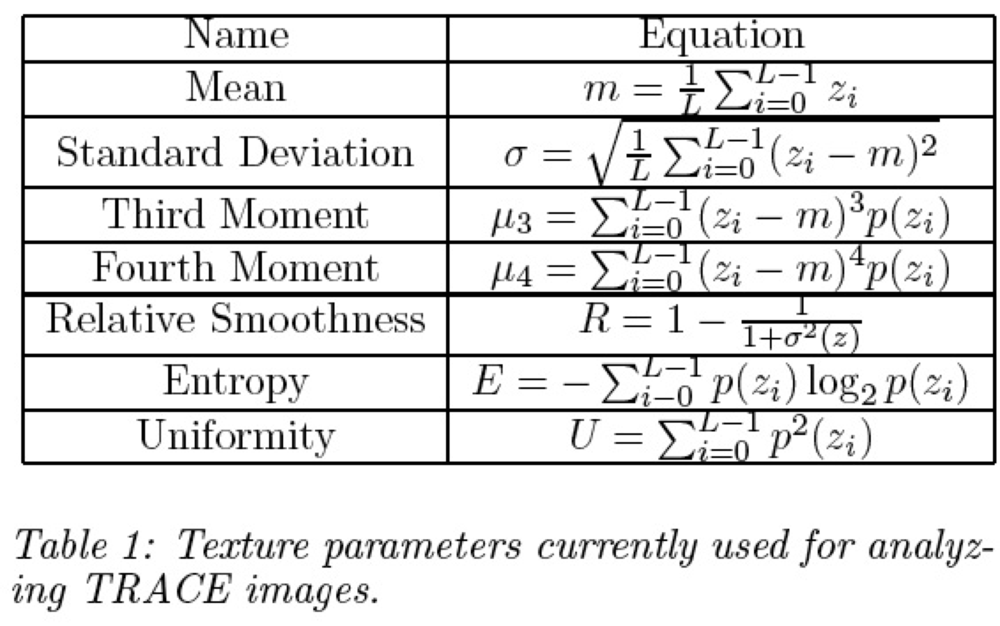 Name Equation
Mean $m = \frac{1}{L} \sum_{i=0}^{L-1} z_i$
Standard Deviation $\sigma = \sqrt{\frac{1}{L} \sum_{i=0}^{L-1} (z_i - m)^2}$
Third Moment $\mu_3 = \sum_{i=0}^{L-1} (z_i - m)^3 p(z_i)$
Fourth Moment $\mu_4 = \sum_{i=0}^{L-1} (z_i - m)^4 p(z_i)$
Relative Smoothness $R = 1 - \frac{1}{1+\sigma^2(z)}$
Entropy $E = -\sum_{i-0}^{L-1} p(z_i) \log_2 p(z_i)$
Uniformity $U = \sum_{i=0}^{L-1} p^2(z_i)$
Table 1: Texture parameters currently used for analyz-
ing TRACE images.